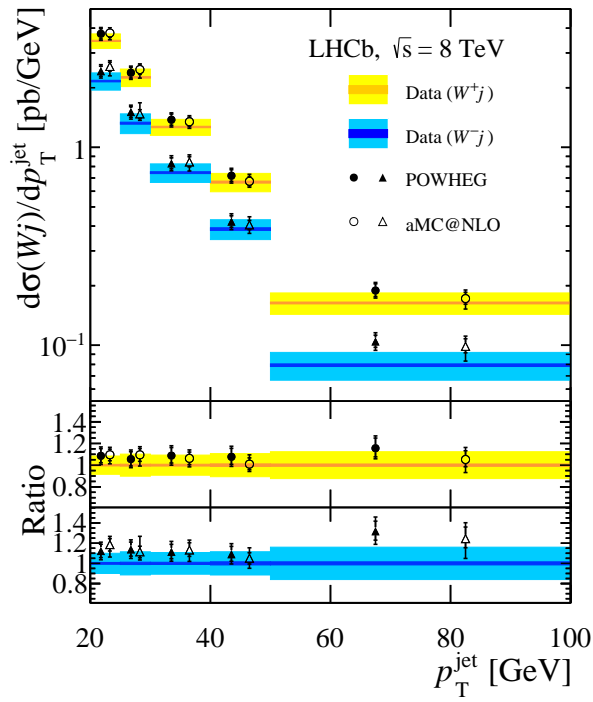 LHCb, √s = 8 TeV
Data (W⁺j)
Data (W⁻j)
POWHEG
aMC@NLO
dσ(Wj)/dp_T^jet [pb/GeV]
1
10⁻¹
Ratio
1.4
1.2
1
0.8
1.4
1.2
1
0.8
20 40 60 80 100
p_T^jet [GeV]